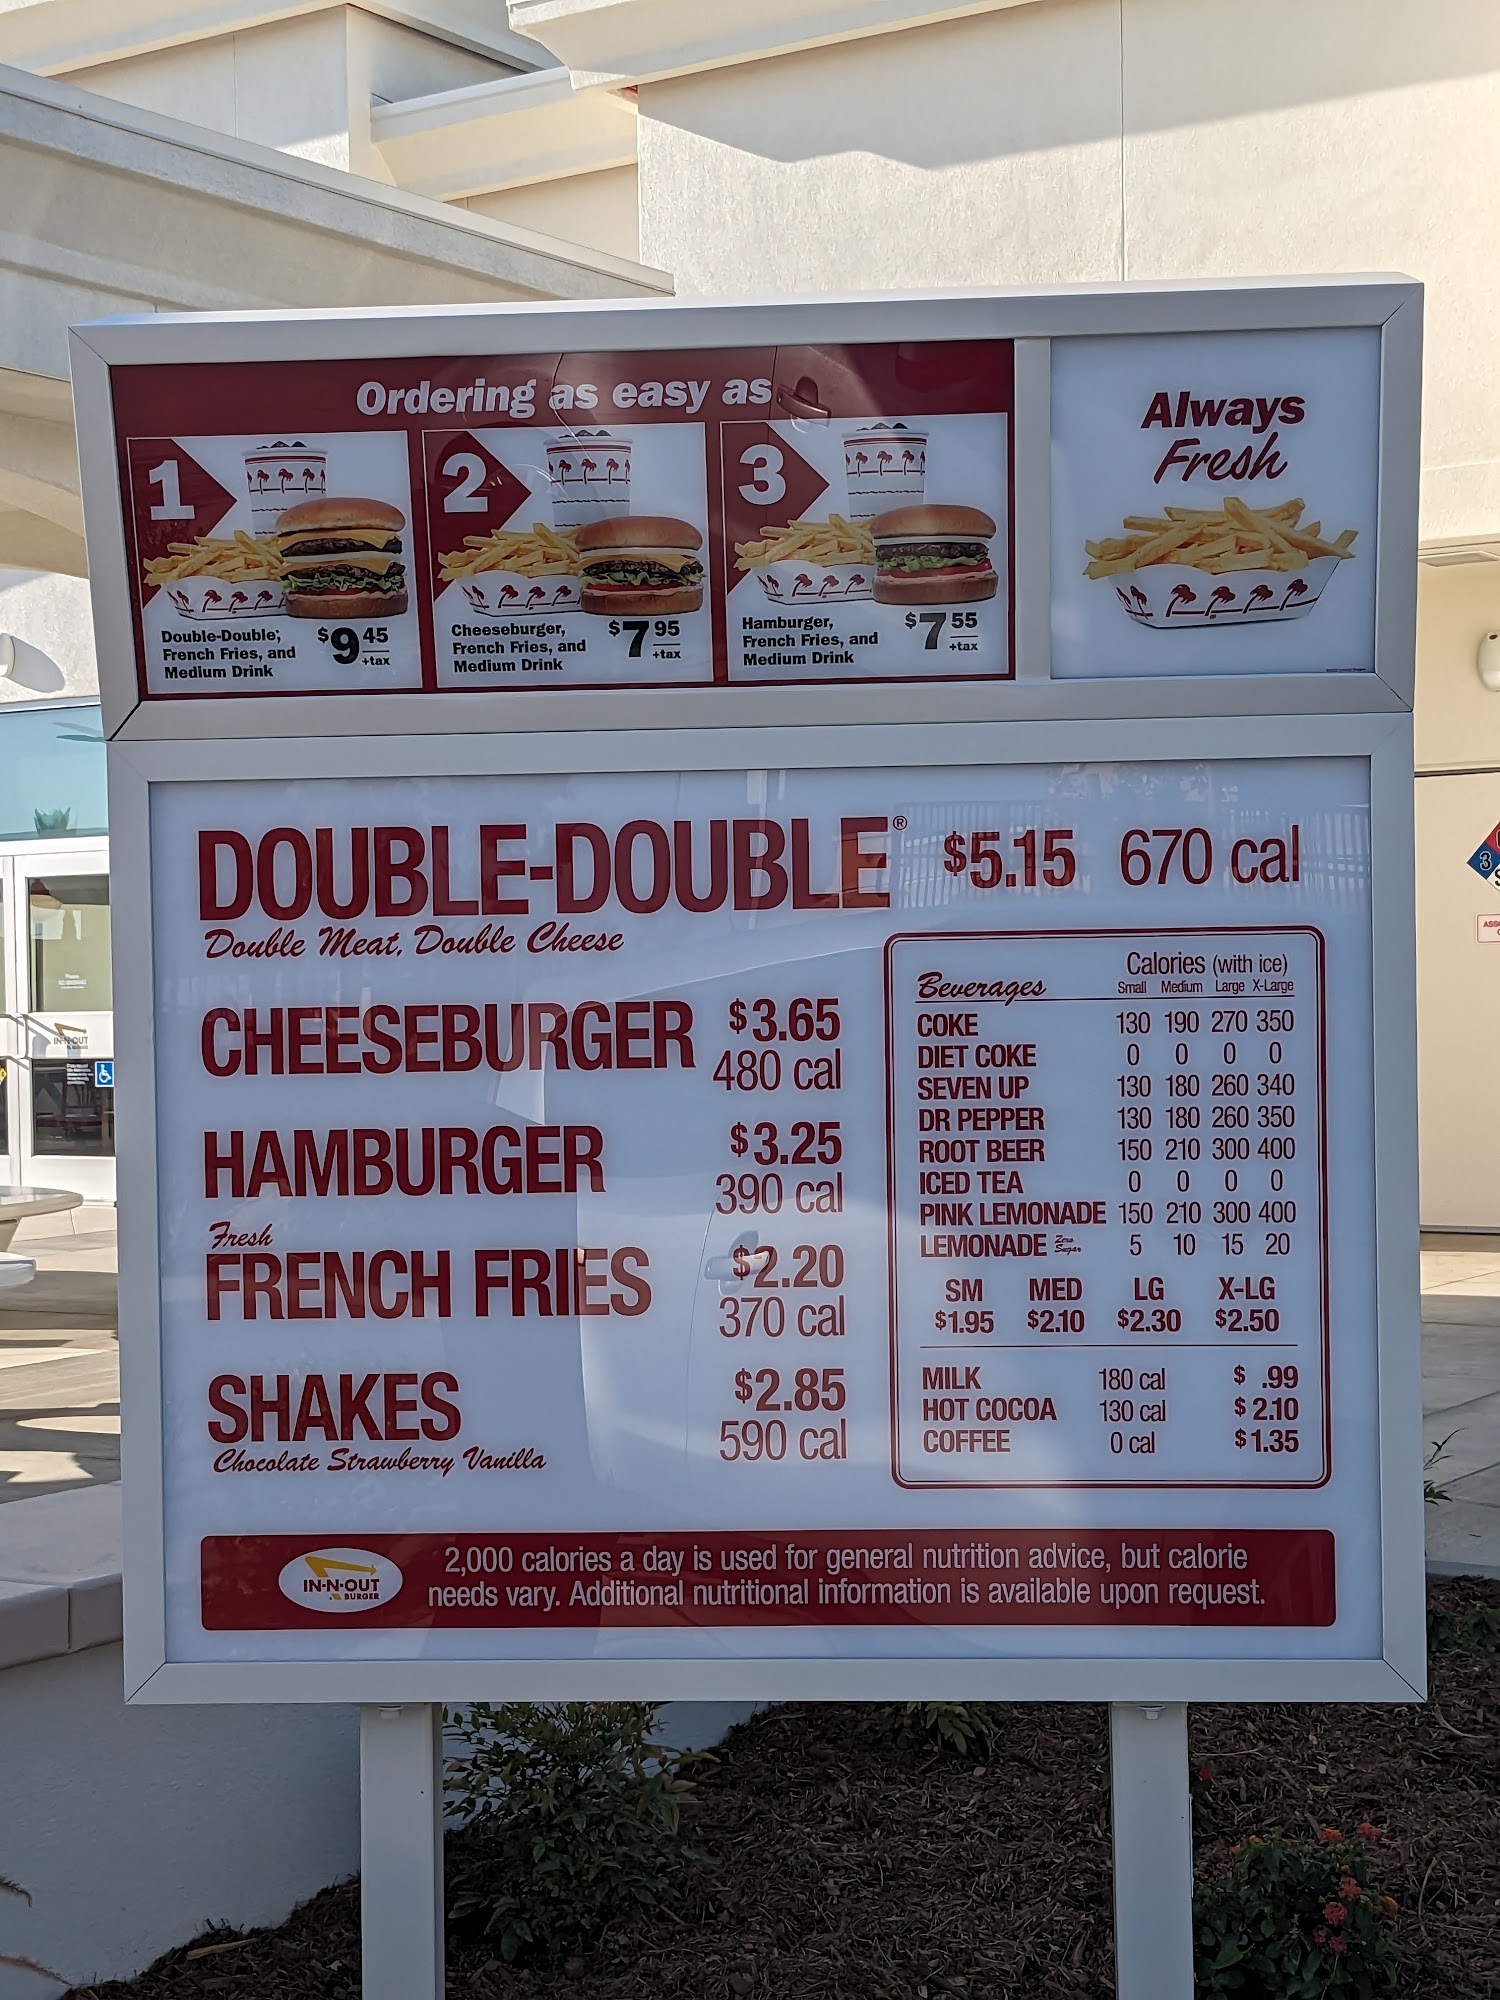 Ordering as easy as
1
Double-Double,
French Fries, and
Medium Drink
$9 45
+tax
2
Cheeseburger,
French Fries, and
Medium Drink
$7 95
+tax
3
Hamburger,
French Fries, and
Medium Drink
$7 55
+tax
Always
Fresh
DOUBLE-DOUBLE® $5.15 670 cal
Double Meat, Double Cheese
CHEESEBURGER $3.65
480 cal
HAMBURGER $3.25
390 cal
Fresh
FRENCH FRIES $2.20
370 cal
SHAKES $2.85
590 cal
Chocolate Strawberry Vanilla
Beverages Calories (with ice)
Small Medium Large X-Large
COKE 130 190 270 350
DIET COKE 0 0 0 0
SEVEN UP 130 180 260 340
DR PEPPER 130 180 260 350
ROOT BEER 150 210 300 400
ICED TEA 0 0 0 0
PINK LEMONADE 150 210 300 400
LEMONADE Zero Sugar 5 10 15 20
SM MED LG X-LG
$1.95 $2.10 $2.30 $2.50
MILK 180 cal $ .99
HOT COCOA 130 cal $ 2.10
COFFEE 0 cal $ 1.35
IN-N-OUT
BURGER
2,000 calories a day is used for general nutrition advice, but calorie
needs vary. Additional nutritional information is available upon request.
IN-N-OUT
3